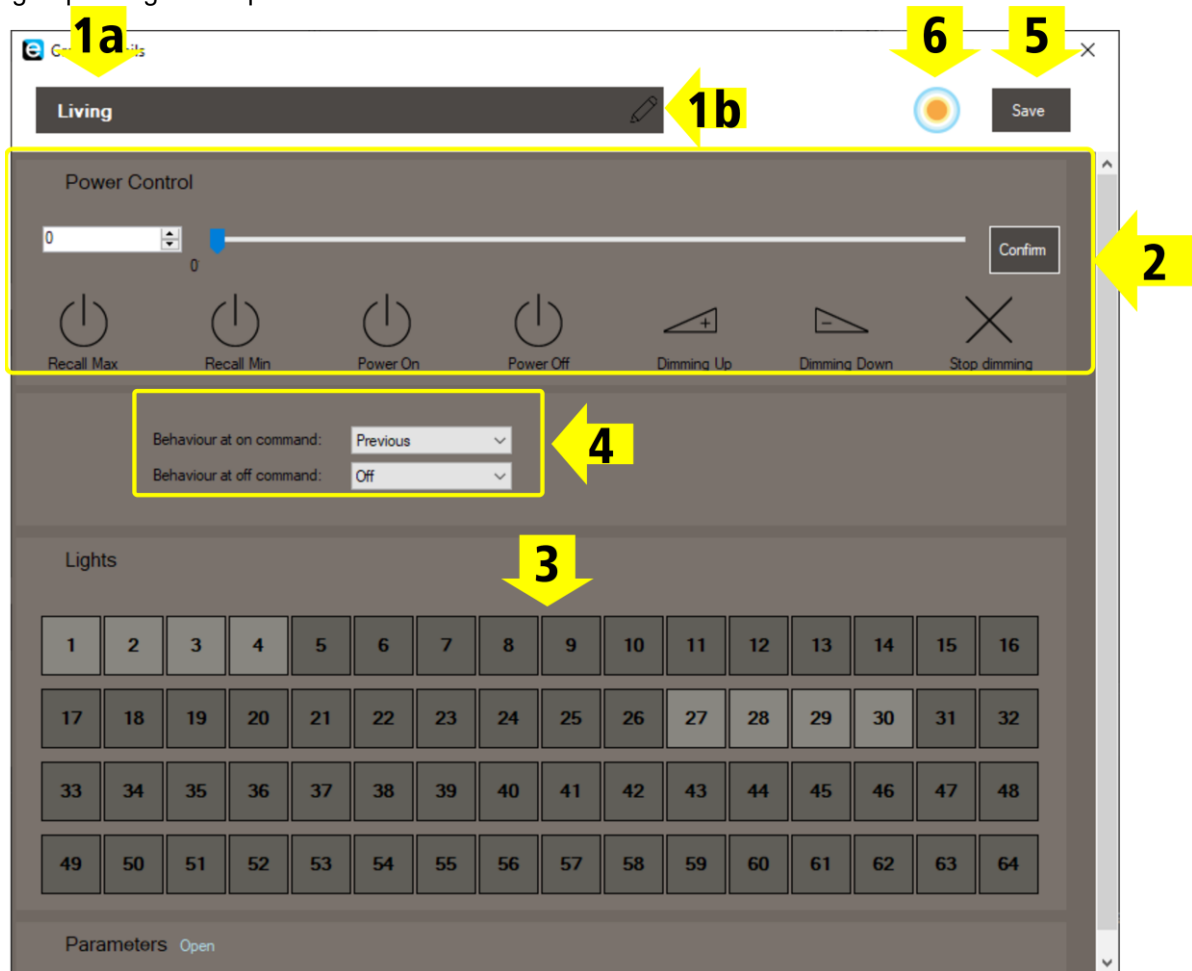 1a
6
5
Living
1b
Save
Power Control
0
Confirm
2
0
Recall Max Recall Min Power On Power Off Dimming Up Dimming Down Stop dimming
Behaviour at on command: Previous
4
Behaviour at off command: Off
Lights
3
1 2 3 4 5 6 7 8 9 10 11 12 13 14 15 16
17 18 19 20 21 22 23 24 25 26 27 28 29 30 31 32
33 34 35 36 37 38 39 40 41 42 43 44 45 46 47 48
49 50 51 52 53 54 55 56 57 58 59 60 61 62 63 64
Parameters Open